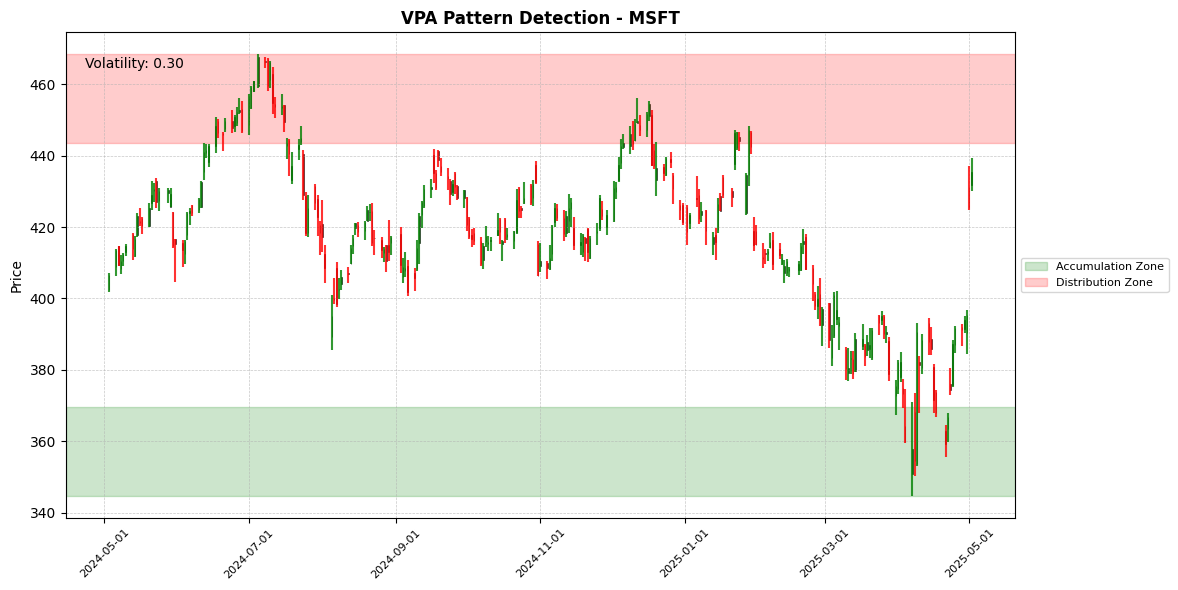 VPA Pattern Detection - MSFT
Volatility: 0.30
Price
460
440
420
400
380
360
340
2024-05-01
2024-07-01
2024-09-01
2024-11-01
2025-01-01
2025-03-01
2025-05-01
Accumulation Zone
Distribution Zone